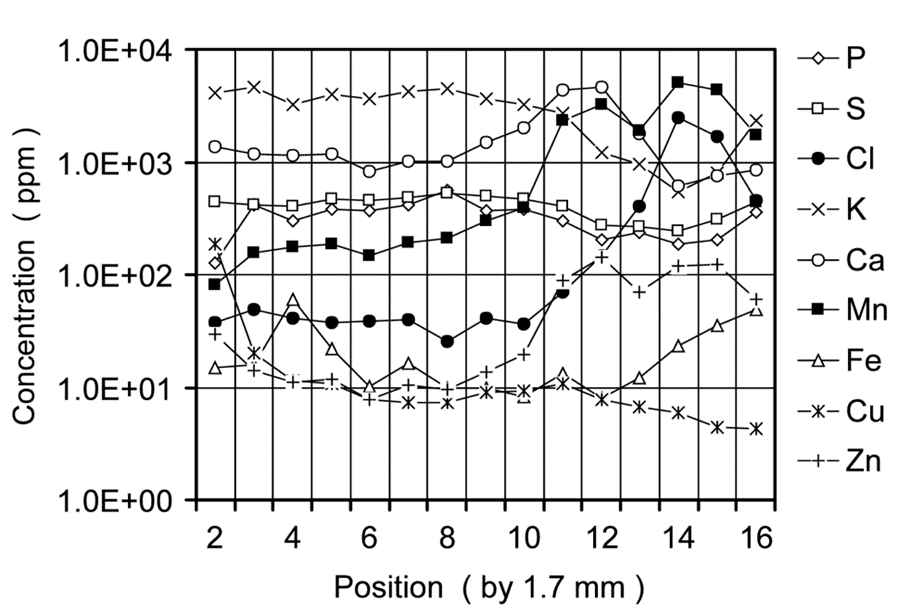 1.0E+04
1.0E+03
1.0E+02
1.0E+01
1.0E+00
Concentration ( ppm )
2 4 6 8 10 12 14 16
Position ( by 1.7 mm )
P
S
Cl
K
Ca
Mn
Fe
Cu
Zn